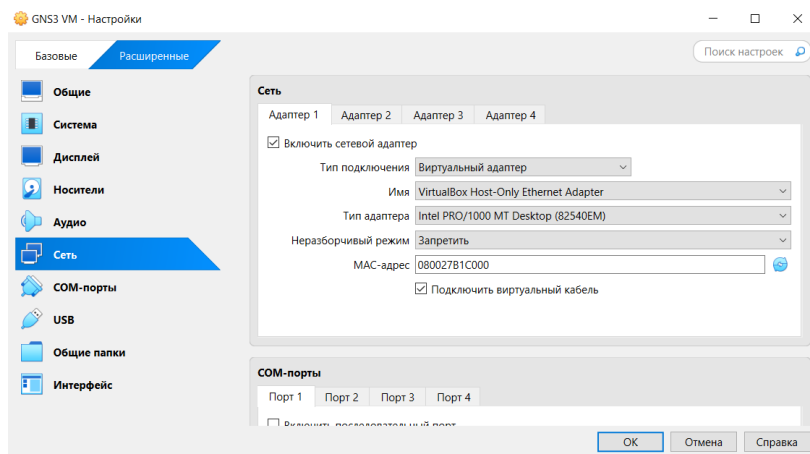 GNS3 VM - Настройки
Базовые
Расширенные
Поиск настроек
Общие
Система
Дисплей
Носители
Аудио
Сеть
COM-порты
USB
Общие папки
Интерфейс
Сеть
Адаптер 1 Адаптер 2 Адаптер 3 Адаптер 4
Включить сетевой адаптер
Тип подключения Виртуальный адаптер
Имя VirtualBox Host-Only Ethernet Adapter
Тип адаптера Intel PRO/1000 MT Desktop (82540EM)
Неразборчивый режим Запретить
MAC-адрес 080027B1C000
Подключить виртуальный кабель
COM-порты
Порт 1 Порт 2 Порт 3 Порт 4
Включить последовательный порт
OK Отмена Справка